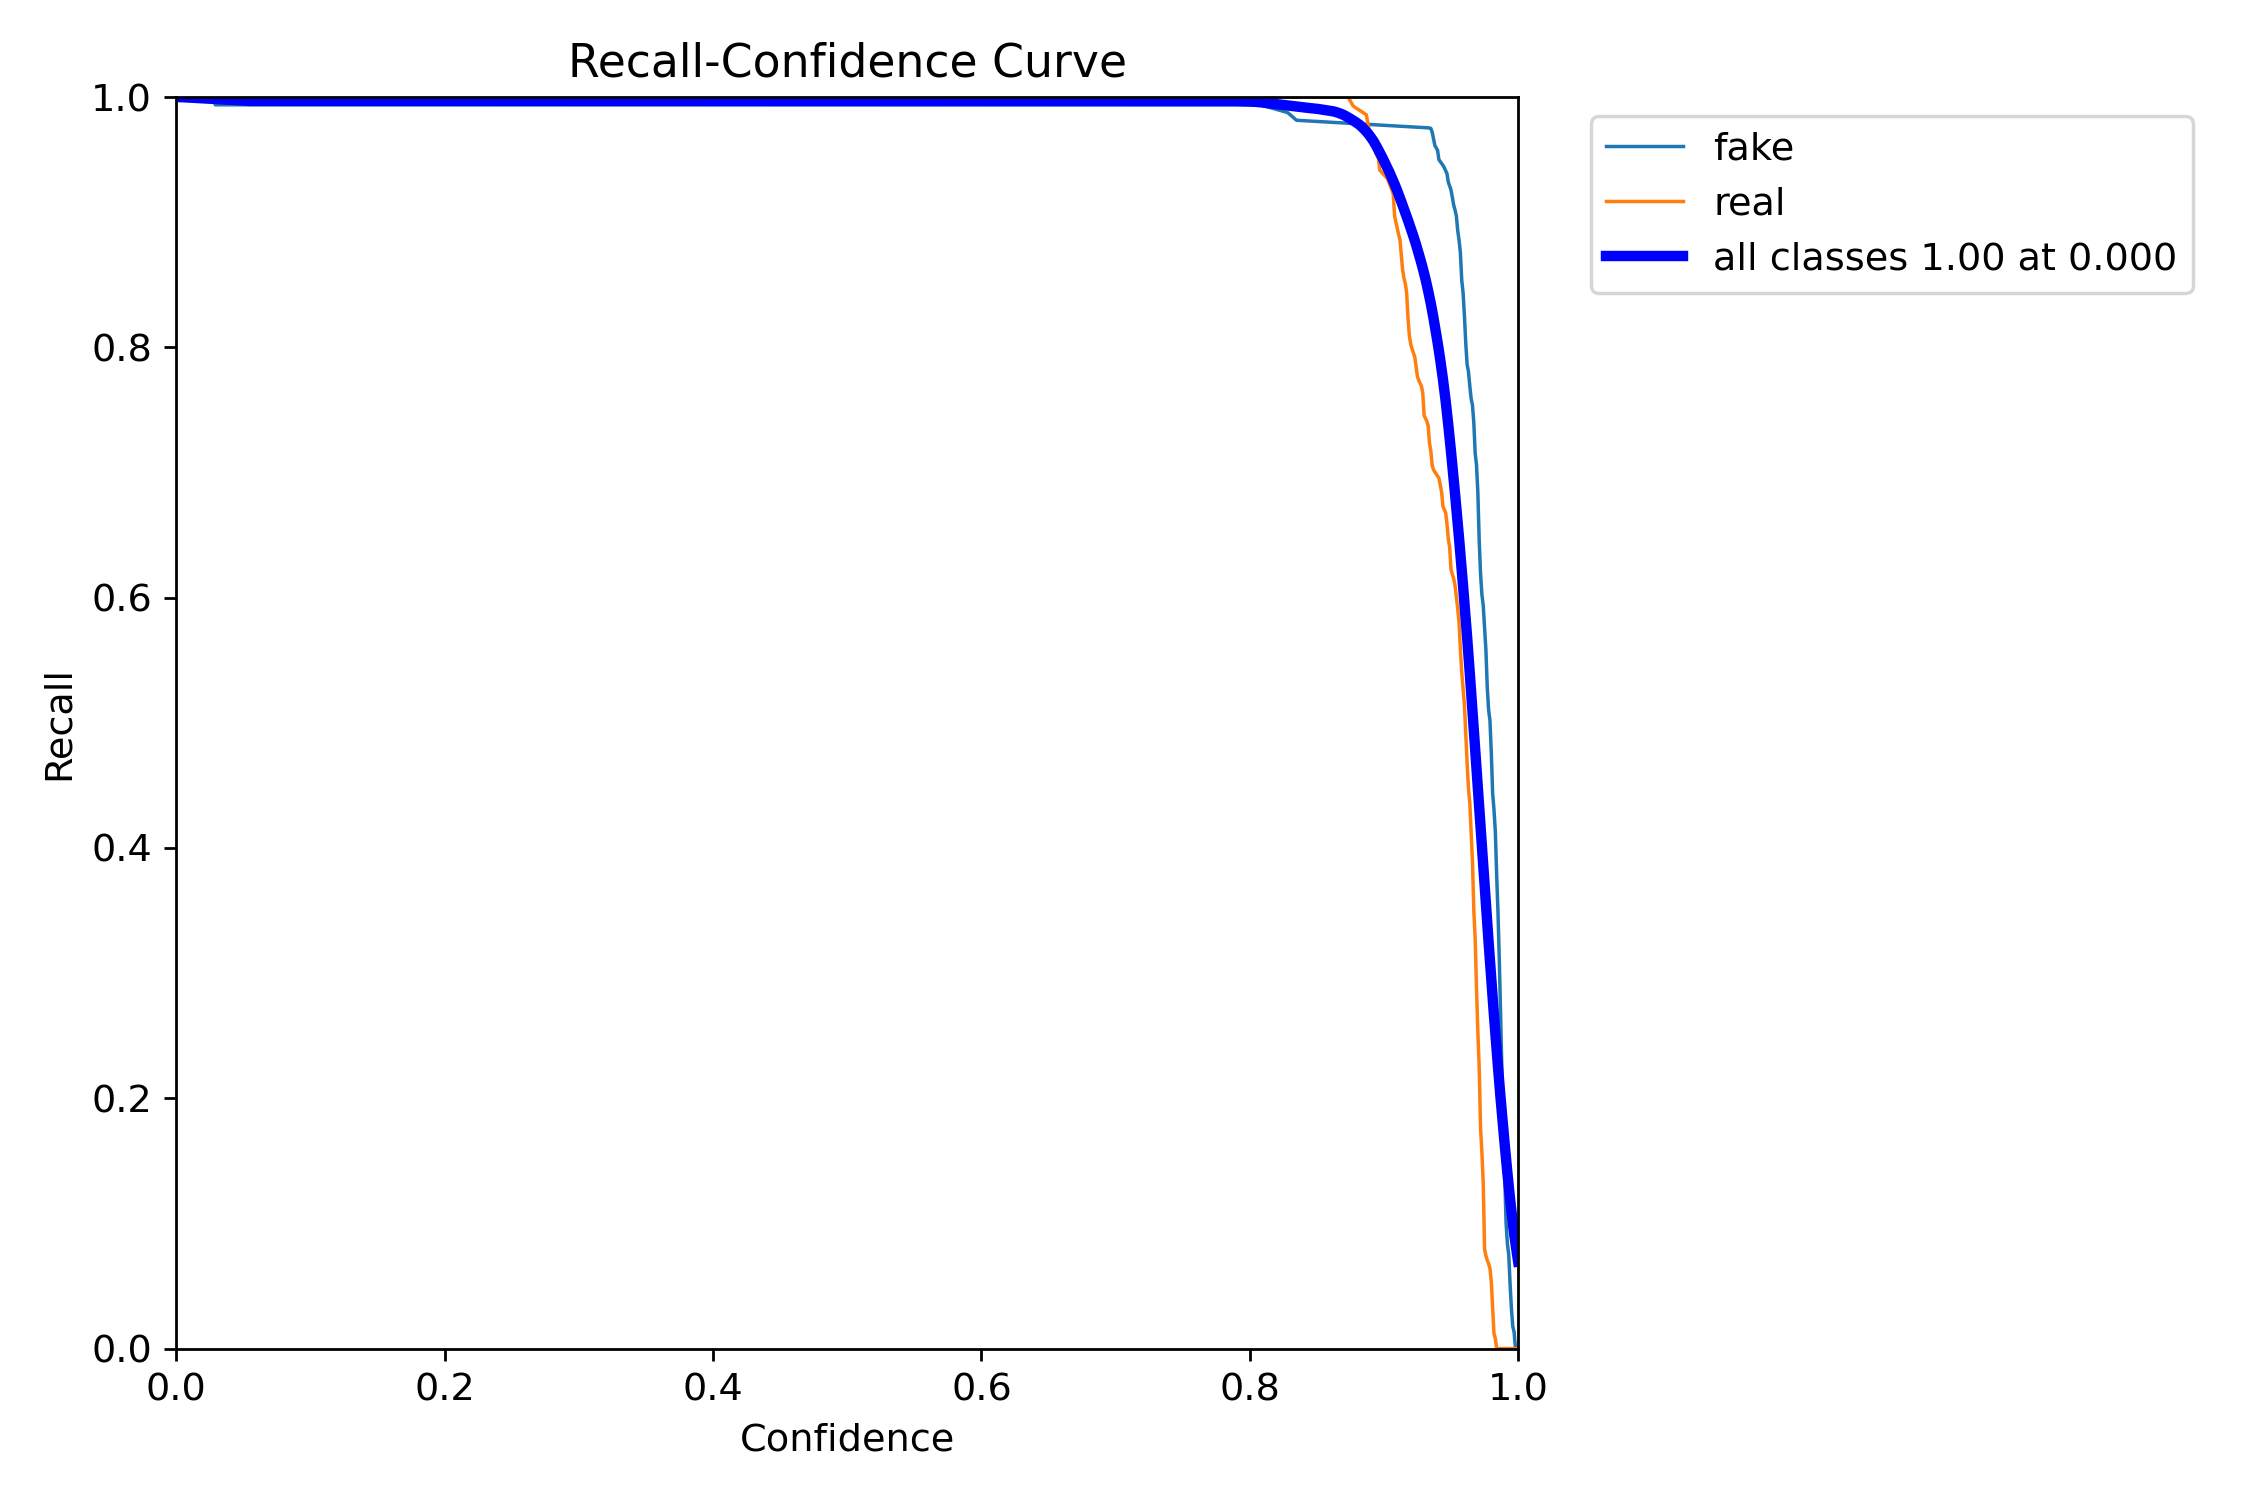 Recall-Confidence Curve
1.0
0.8
0.6
0.4
0.2
0.0
Recall
0.0 0.2 0.4 0.6 0.8 1.0
Confidence
fake
real
all classes 1.00 at 0.000